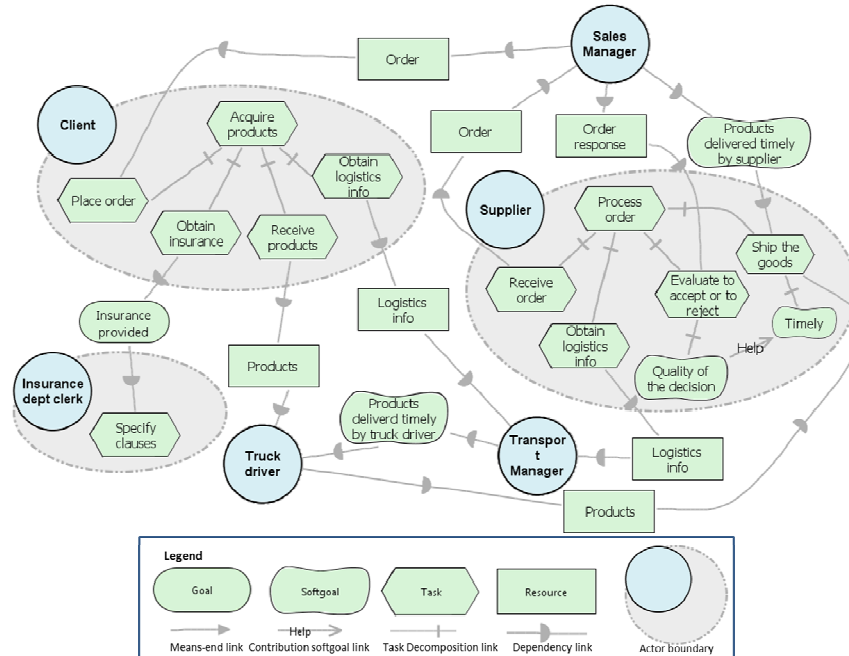 Sales
Manager
Order
Client
Acquire
products
Order
Order
response
Products
delivered timely
by supplier
Obtain
logistics
info
Place order
Supplier
Process
order
Obtain
insurance
Receive
products
Ship the
goods
Receive
order
Evaluate to
accept or to
reject
Insurance
provided
Logistics
info
Timely
Obtain
logistics
info
Help
Products
Quality of
the decision
Insurance
dept clerk
Products
deliverd timely
by truck driver
Specify
clauses
Truck
driver
Transpor
t
Manager
Logistics
info
Products
Legend
Goal
Softgoal
Task
Resource
Help
Means-end link
Contribution softgoal link
Task Decomposition link
Dependency link
Actor boundary